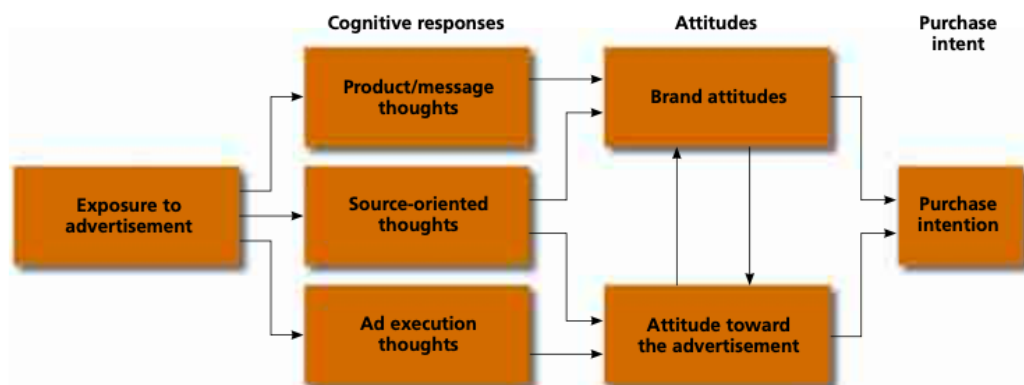 Cognitive responses
Attitudes
Purchase
intent
Product/message
thoughts
Brand attitudes
Exposure to
advertisement
Source-oriented
thoughts
Purchase
intention
Ad execution
thoughts
Attitude toward
the advertisement